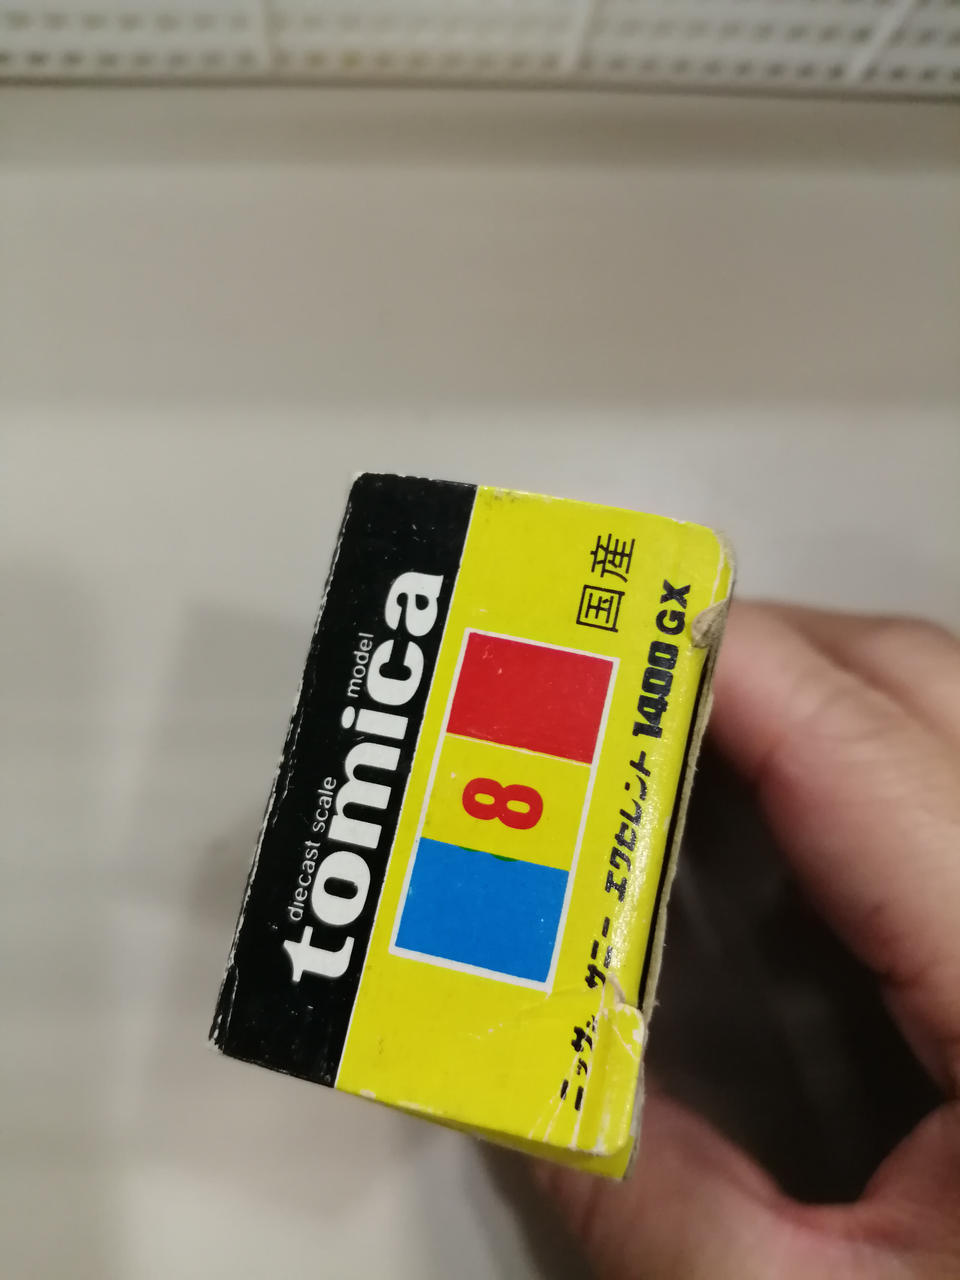 diecast scale model
tomica
8
国産
ニッサン サニー エクセレント 1400 GX